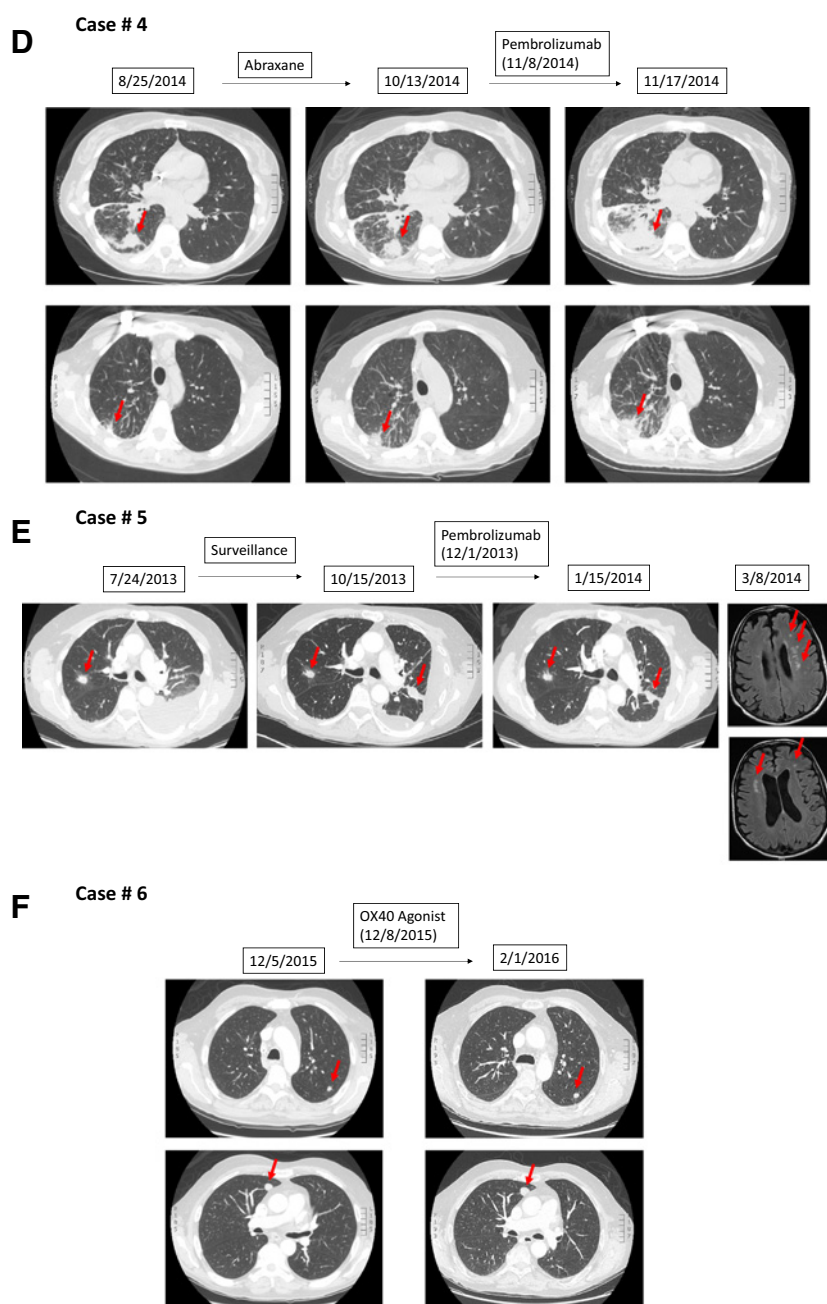 D
Case # 4
Abraxane
Pembrolizumab
(11/8/2014)
8/25/2014
10/13/2014
11/17/2014
E
Case # 5
Surveillance
Pembrolizumab
(12/1/2013)
7/24/2013
10/15/2013
1/15/2014
3/8/2014
F
Case # 6
OX40 Agonist
(12/8/2015)
12/5/2015
2/1/2016